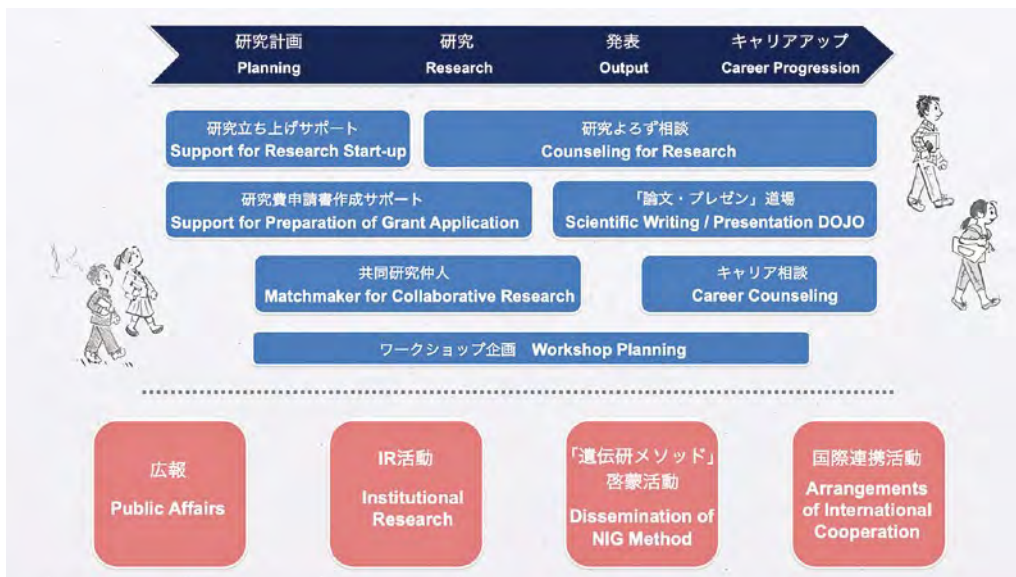 研究計画
Planning
研究
Research
発表
Output
キャリアアップ
Career Progression
研究立ち上げサポート
Support for Research Start-up
研究よろず相談
Counseling for Research
研究費申請書作成サポート
Support for Preparation of Grant Application
「論文・プレゼン」道場
Scientific Writing / Presentation DOJO
共同研究仲人
Matchmaker for Collaborative Research
キャリア相談
Career Counseling
ワークショップ企画 Workshop Planning
広報
Public Affairs
IR活動
Institutional
Research
「遺伝研メソッド」
啓蒙活動
Dissemination of
NIG Method
国際連携活動
Arrangements
of International
Cooperation